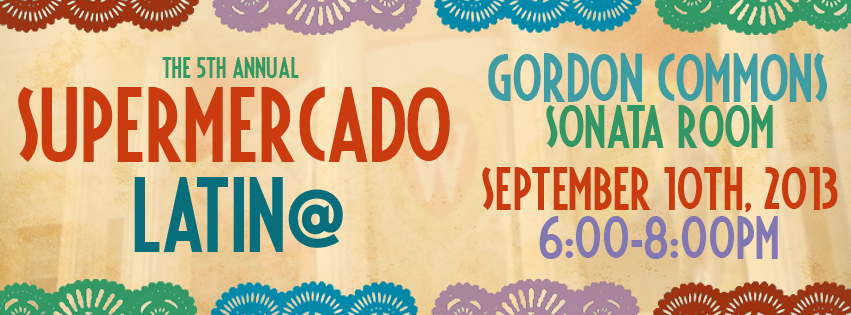 THE 5TH ANNUAL
SUPERMERCADO
LATIN@
GORDON COMMONS
SONATA ROOM
SEPTEMBER 10TH, 2013
6:00-8:00PM
W